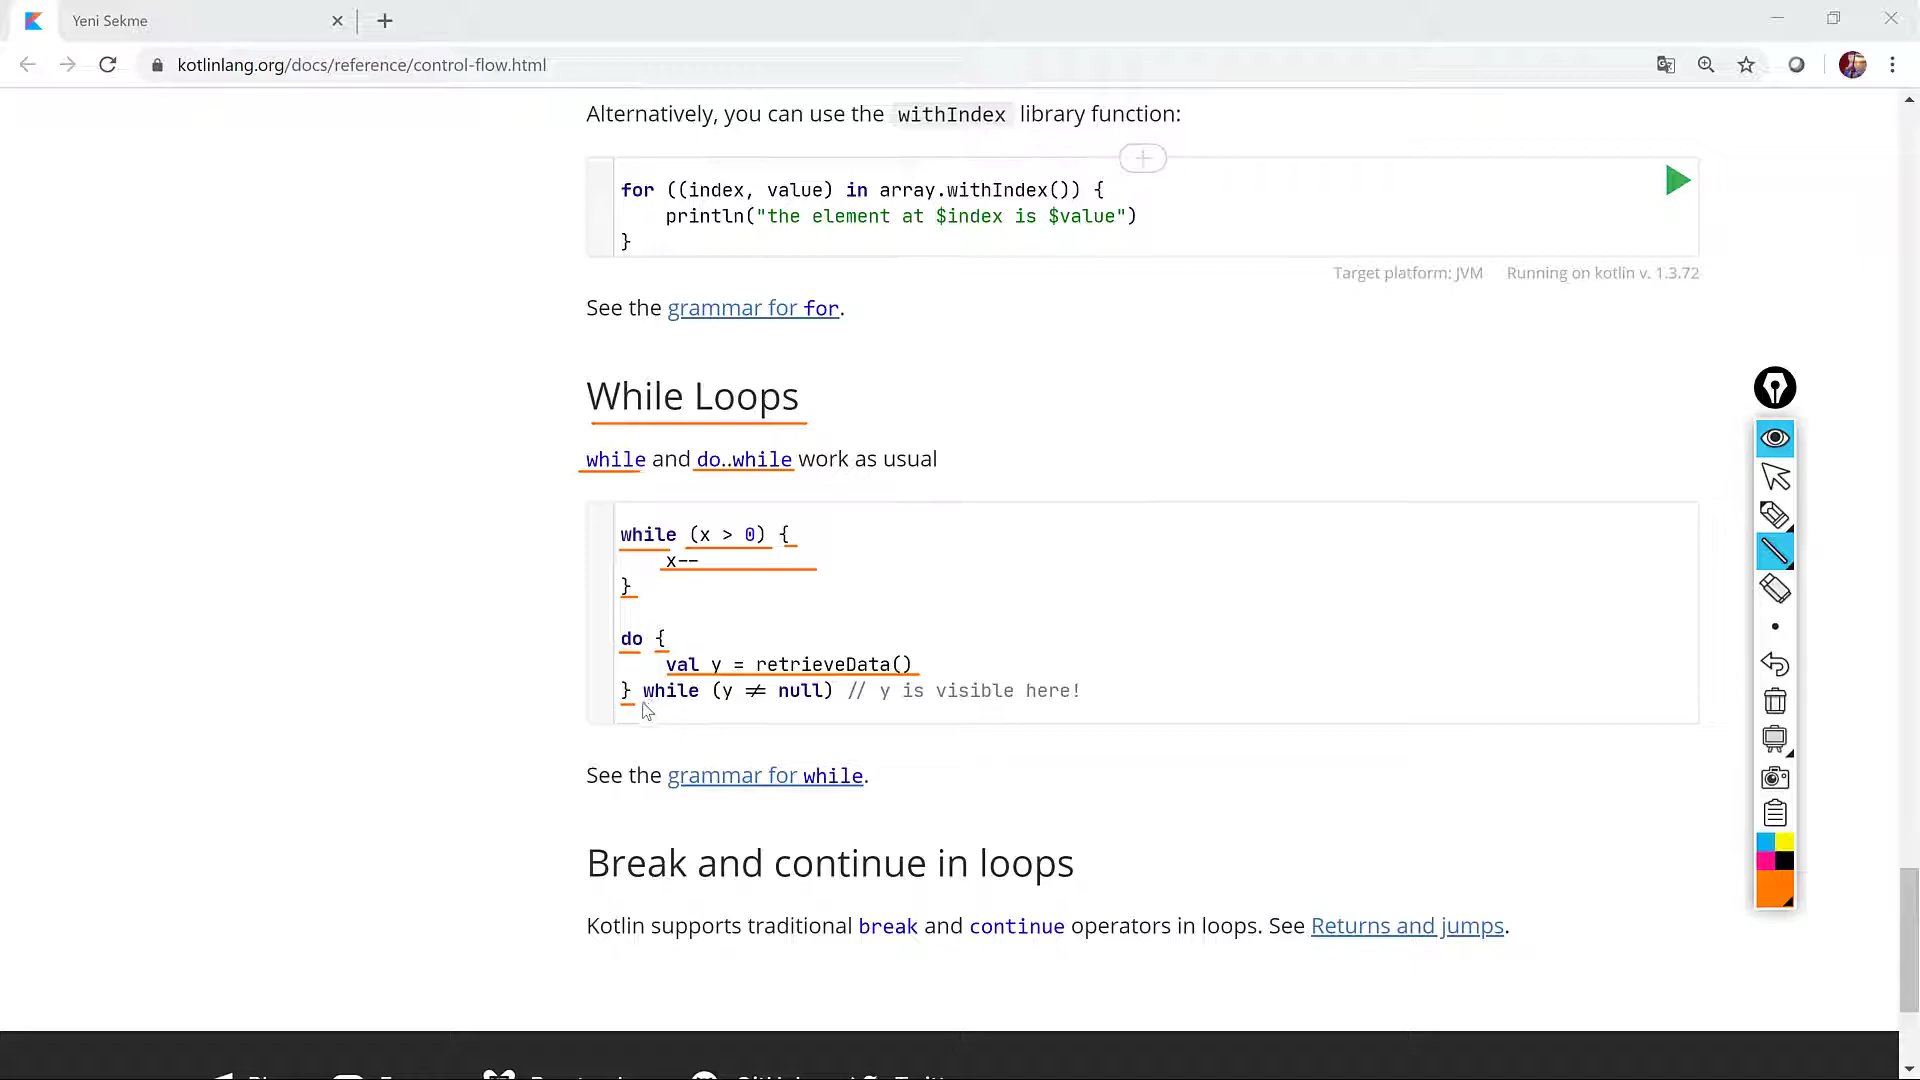 Yeni Sekme
kotlinlang.org/docs/reference/control-flow.html
Alternatively, you can use the withIndex library function:
for ((index, value) in array.withIndex()) {
println("the element at $index is $value")
}
Target platform: JVM Running on kotlin v. 1.3.72
See the grammar for for.
While Loops
while and do..while work as usual
while (x > 0) {
x--
}
do {
val y = retrieveData()
} while (y != null) // y is visible here!
See the grammar for while.
Break and continue in loops
Kotlin supports traditional break and continue operators in loops. See Returns and jumps.